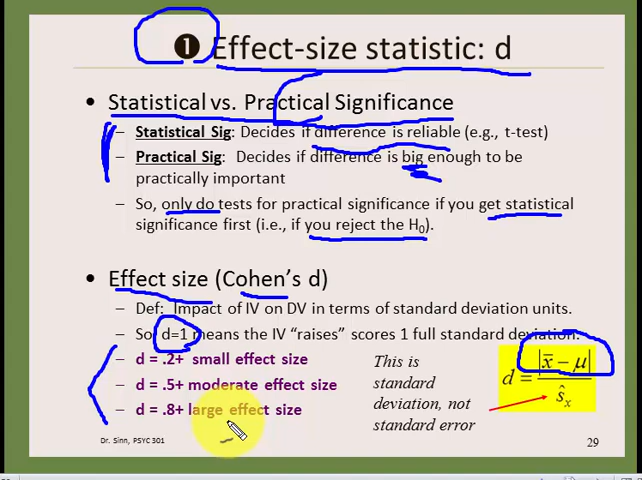 ❶ Effect-size statistic: d
• Statistical vs. Practical Significance
– Statistical Sig: Decides if difference is reliable (e.g., t-test)
– Practical Sig: Decides if difference is big enough to be
practically important
– So, only do tests for practical significance if you get statistical
significance first (i.e., if you reject the H₀).
• Effect size (Cohen's d)
– Def: Impact of IV on DV in terms of standard deviation units.
– So d=1 means the IV "raises" scores 1 full standard deviation.
– d = .2+ small effect size
– d = .5+ moderate effect size
– d = .8+ large effect size
This is
standard
deviation, not
standard error
d = |x̄ − μ| / ŝₓ
Dr. Sinn, PSYC 301
29